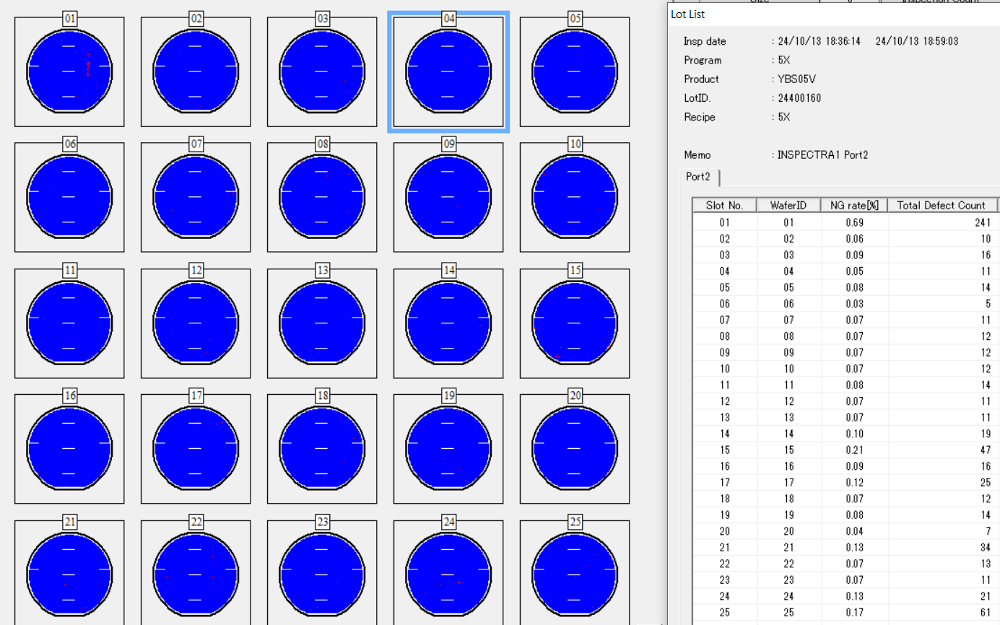 Size
Inspection Count
Lot List
Insp date : 24/10/13 18:36:14 24/10/13 18:59:03
Program : 5X
Product : YBS05V
LotID. : 24400160
Recipe : 5X
Memo : INSPECTRA1 Port2
Port2
Slot No. WaferID NG rate[%] Total Defect Count
01 01 0.69 241
02 02 0.06 10
03 03 0.09 16
04 04 0.05 11
05 05 0.08 14
06 06 0.03 5
07 07 0.07 11
08 08 0.07 12
09 09 0.07 12
10 10 0.07 12
11 11 0.08 14
12 12 0.07 11
13 13 0.07 11
14 14 0.10 19
15 15 0.21 47
16 16 0.09 16
17 17 0.12 25
18 18 0.07 12
19 19 0.08 14
20 20 0.04 7
21 21 0.13 34
22 22 0.07 13
23 23 0.07 11
24 24 0.13 21
25 25 0.17 61
01 02 03 04 05
06 07 08 09 10
11 12 13 14 15
16 17 18 19 20
21 22 23 24 25